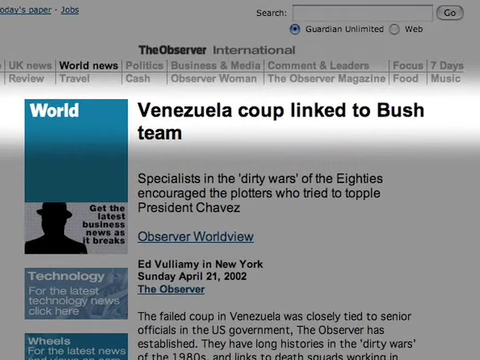 oday's paper · Jobs
Search: Go
Guardian Unlimited Web
TheObserver International
UK news World news Politics Business & Media Comment & Leaders Focus 7 Days
Review Travel Cash Observer Woman The Observer Magazine Food Music
World
Venezuela coup linked to Bush
team
Specialists in the 'dirty wars' of the Eighties
encouraged the plotters who tried to topple
President Chavez
Get the
latest
business
news as
it breaks
Observer Worldview
Ed Vulliamy in New York
Sunday April 21, 2002
The Observer
Technology
For the latest
technology news
click here
The failed coup in Venezuela was closely tied to senior
officials in the US government, The Observer has
established. They have long histories in the 'dirty wars'
of the 1980s, and links to death squads working in
Wheels
For the latest